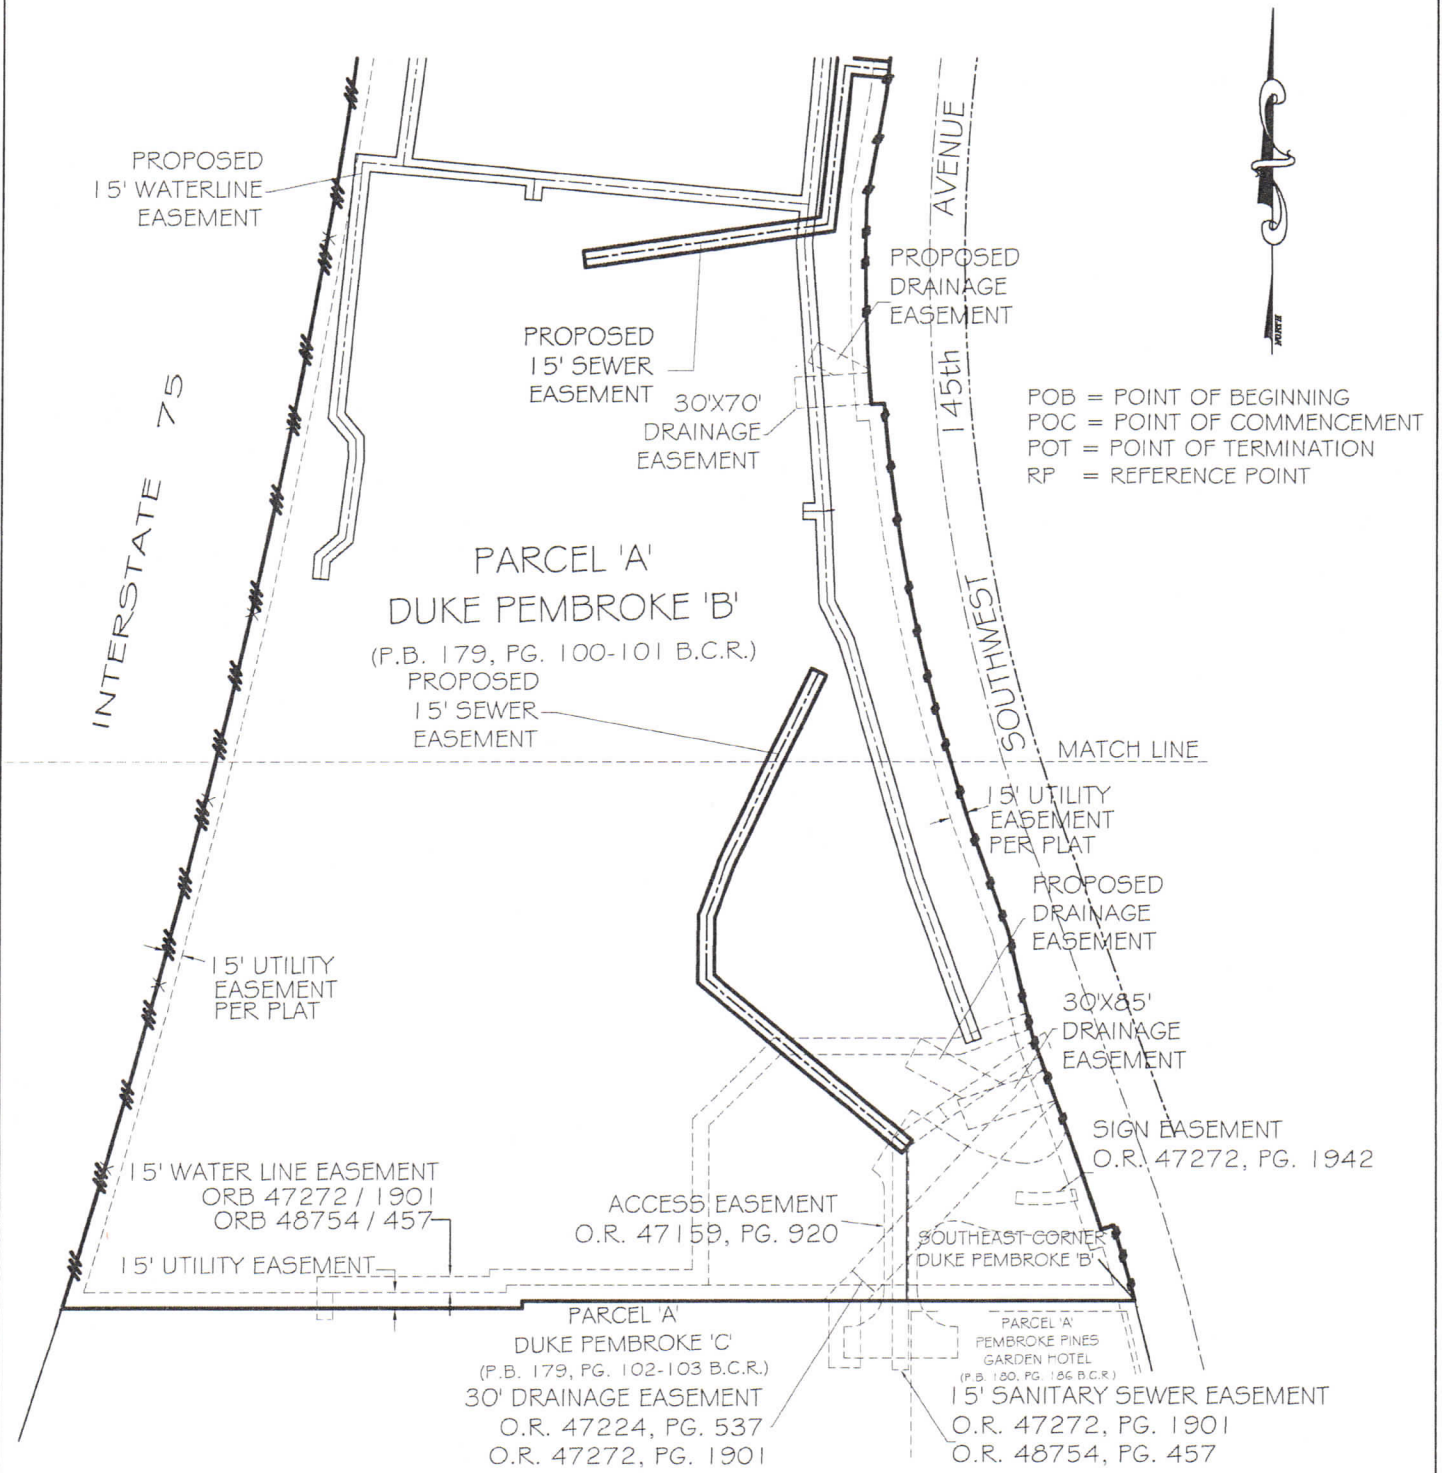 NORTH
PROPOSED
15' WATERLINE
EASEMENT
145th AVENUE
PROPOSED
DRAINAGE
EASEMENT
PROPOSED
15' SEWER
EASEMENT
INTERSTATE 75
30'X70'
DRAINAGE
EASEMENT
POB = POINT OF BEGINNING
POC = POINT OF COMMENCEMENT
POT = POINT OF TERMINATION
RP = REFERENCE POINT
PARCEL 'A'
DUKE PEMBROKE 'B'
(P.B. 179, PG. 100-101 B.C.R.)
SOUTHWEST
PROPOSED
15' SEWER
EASEMENT
MATCH LINE
15' UTILITY
EASEMENT
PER PLAT
PROPOSED
DRAINAGE
EASEMENT
15' UTILITY
EASEMENT
PER PLAT
30'X85'
DRAINAGE
EASEMENT
SIGN EASEMENT
O.R. 47272, PG. 1942
15' WATER LINE EASEMENT
ORB 47272 / 1901
ORB 48754 / 457
ACCESS EASEMENT
O.R. 47159, PG. 920
SOUTHEAST CORNER
DUKE PEMBROKE 'B'
15' UTILITY EASEMENT
PARCEL 'A'
DUKE PEMBROKE 'C'
(P.B. 179, PG. 102-103 B.C.R.)
PARCEL 'A'
PEMBROKE PINES
GARDEN HOTEL
(P.B. 180, PG. 186 B.C.R.)
30' DRAINAGE EASEMENT
O.R. 47224, PG. 537
O.R. 47272, PG. 1901
15' SANITARY SEWER EASEMENT
O.R. 47272, PG. 1901
O.R. 48754, PG. 457